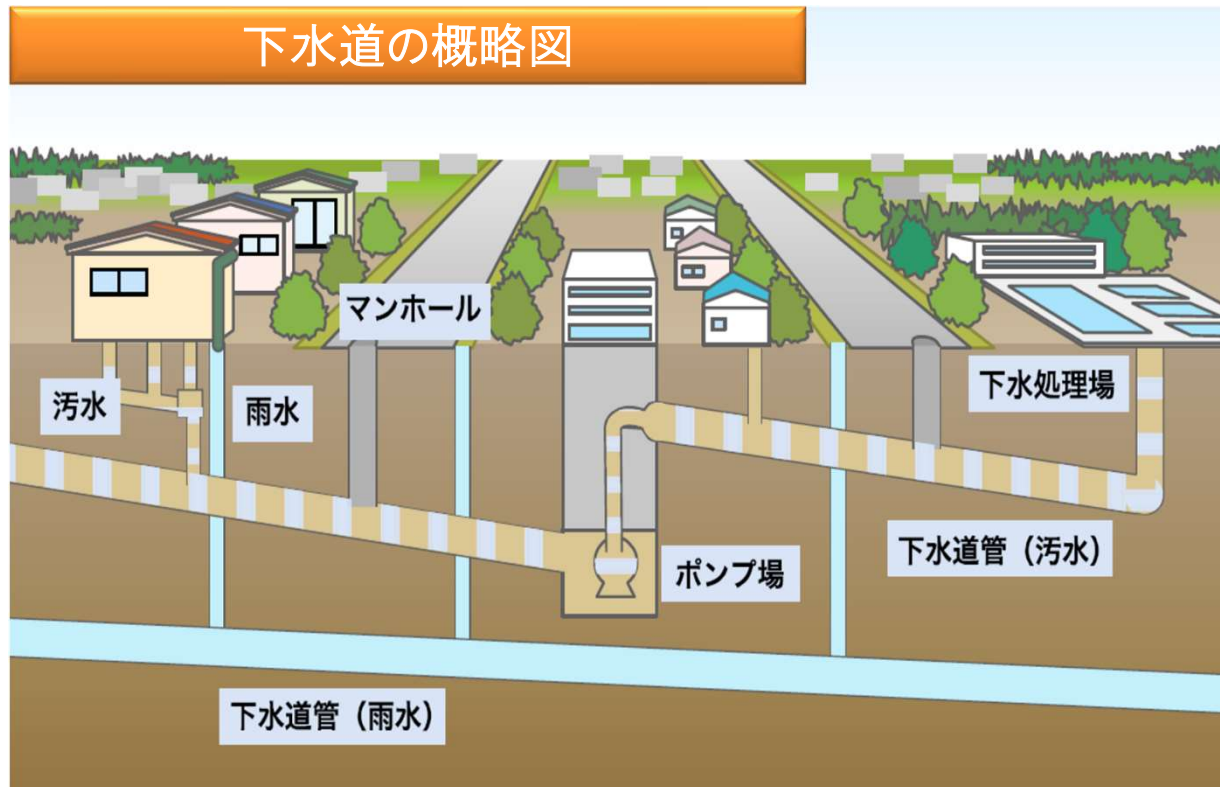 下水道の概略図
マンホール
汚水
雨水
下水処理場
下水道管（汚水）
ポンプ場
下水道管（雨水）